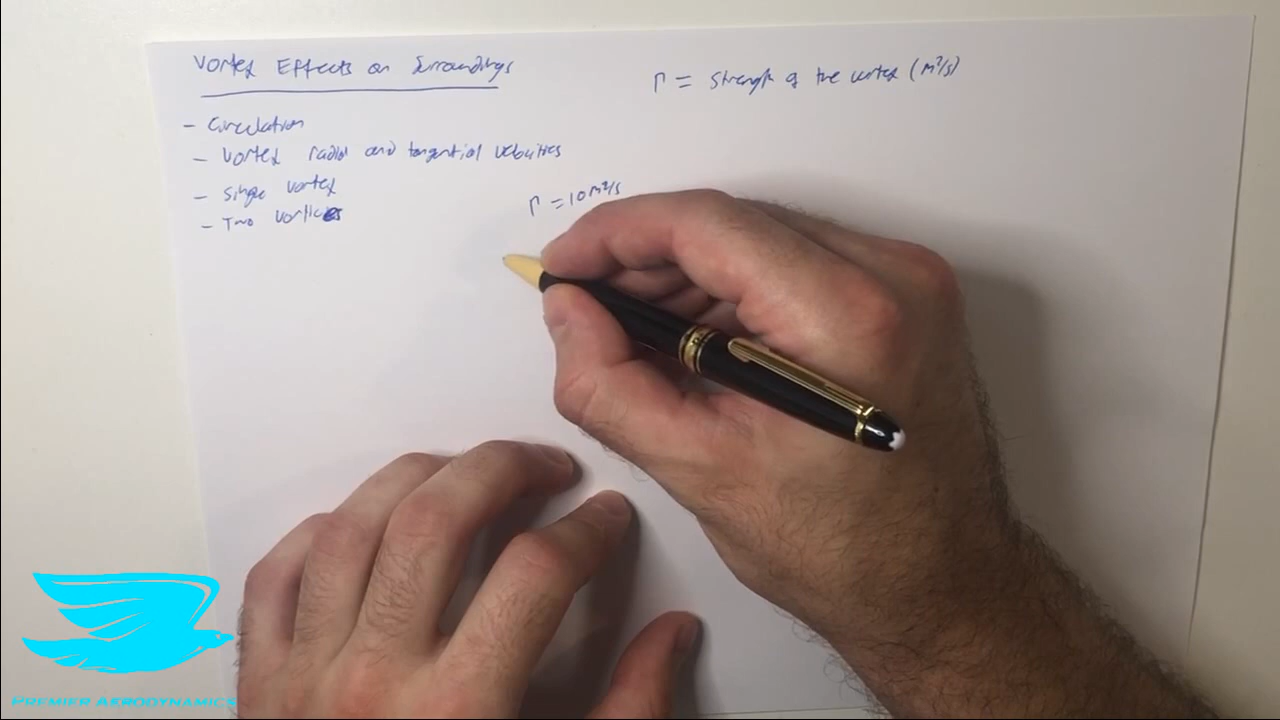 Vortex Effects on Surroundings
Γ = Strength of the vortex (m²/s)
- Circulation
- Vortex radial and tangential velocities
- Single vortex
- Two vortices
Γ = 10 m²/s
PREMIER AERODYNAMICS